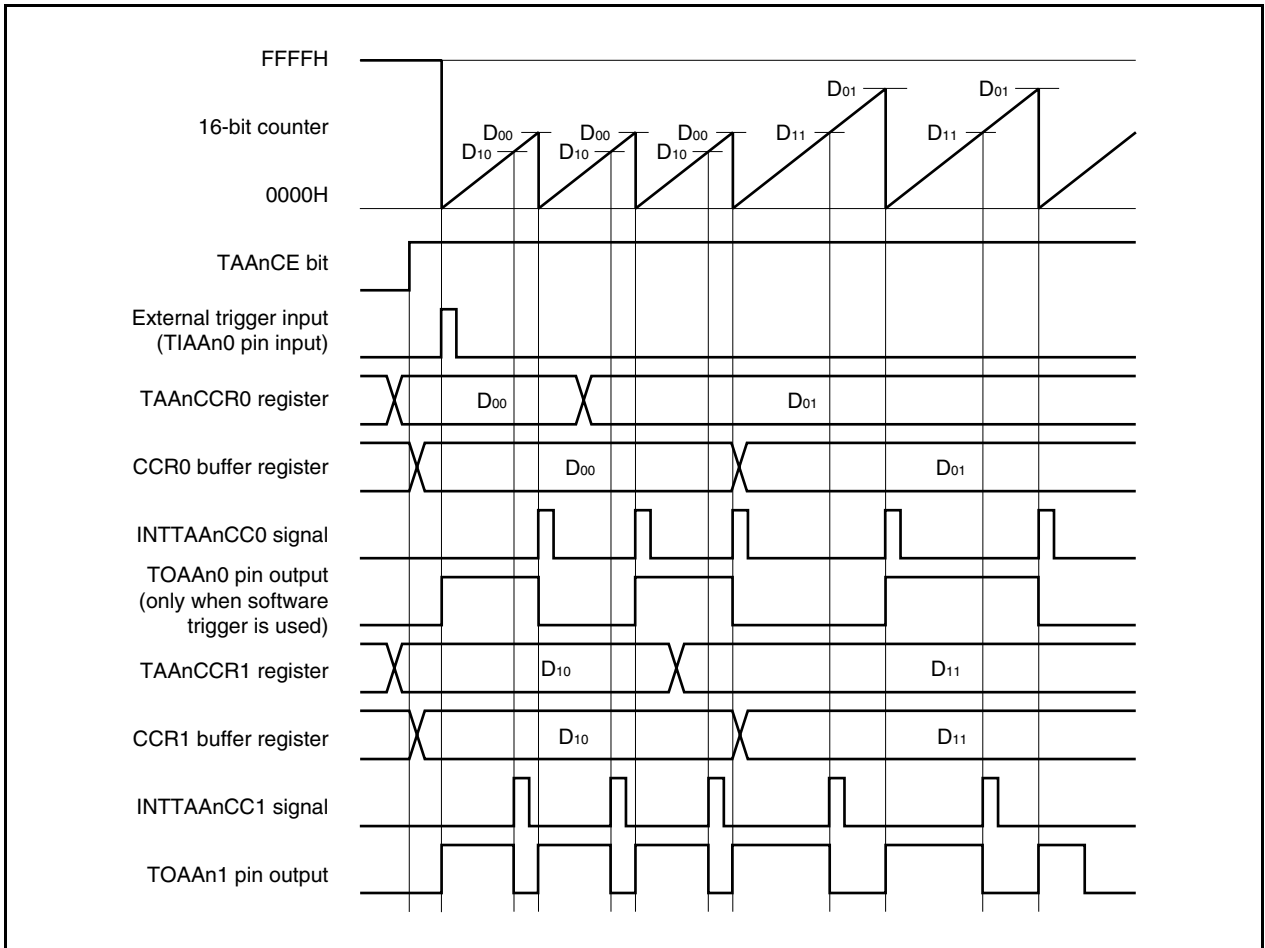 FFFFH
16-bit counter
0000H
D00 D00 D00 D01 D01
D10 D10 D10 D11 D11
TAAnCE bit
External trigger input
(TIAAn0 pin input)
TAAnCCR0 register
D00 D01
CCR0 buffer register
D00 D01
INTTAAnCC0 signal
TOAAn0 pin output
(only when software
trigger is used)
TAAnCCR1 register
D10 D11
CCR1 buffer register
D10 D11
INTTAAnCC1 signal
TOAAn1 pin output